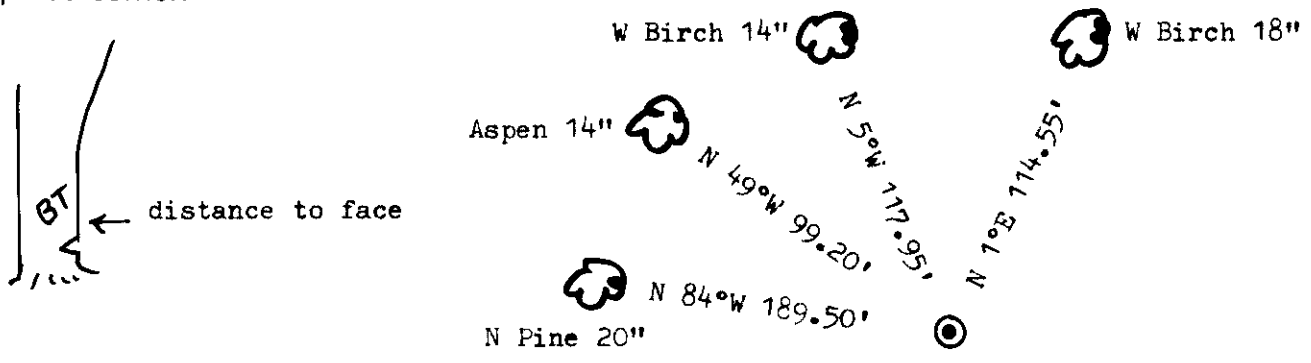 W Birch 14"
W Birch 18"
Aspen 14"
N 5°W 117.95'
N 1°E 114.55'
N 49°W 99.20'
BT
distance to face
N 84°W 189.50'
N Pine 20"